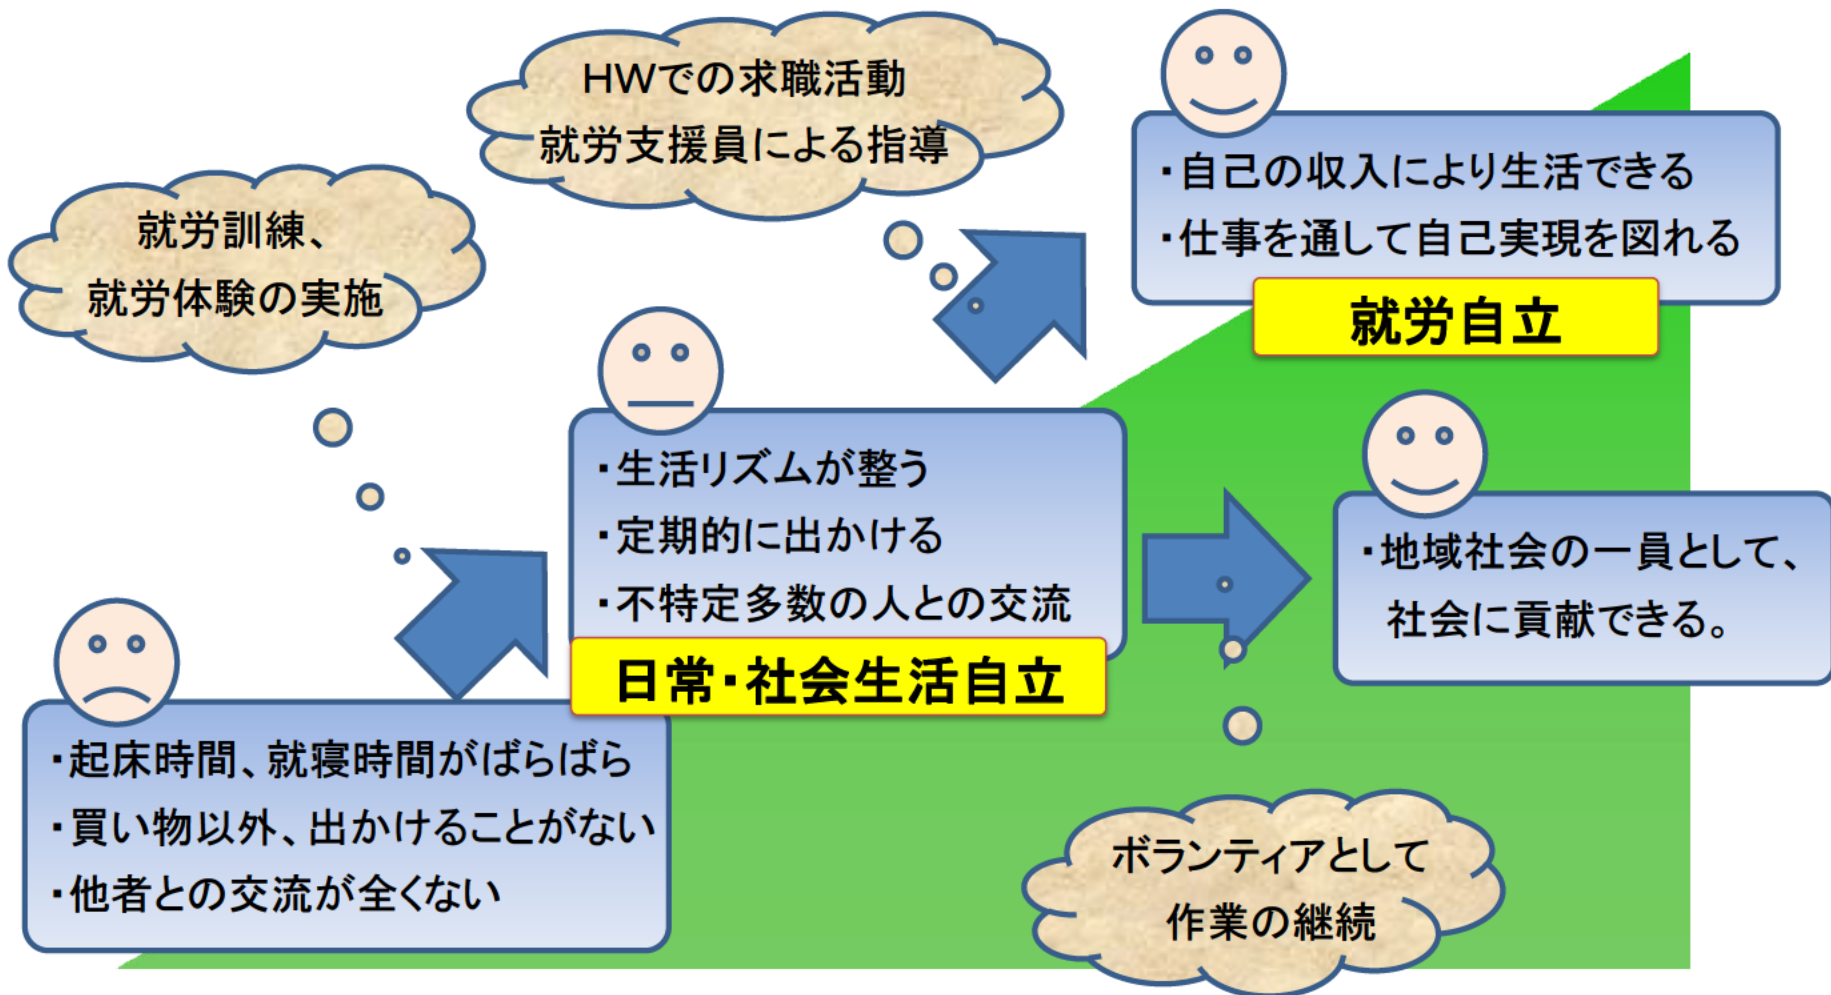 HWでの求職活動
就労支援員による指導
就労訓練、
就労体験の実施
・自己の収入により生活できる
・仕事を通して自己実現を図れる
就労自立
・生活リズムが整う
・定期的に出かける
・不特定多数の人との交流
日常・社会生活自立
・地域社会の一員として、
社会に貢献できる。
・起床時間、就寝時間がばらばら
・買い物以外、出かけることがない
・他者との交流が全くない
ボランティアとして
作業の継続